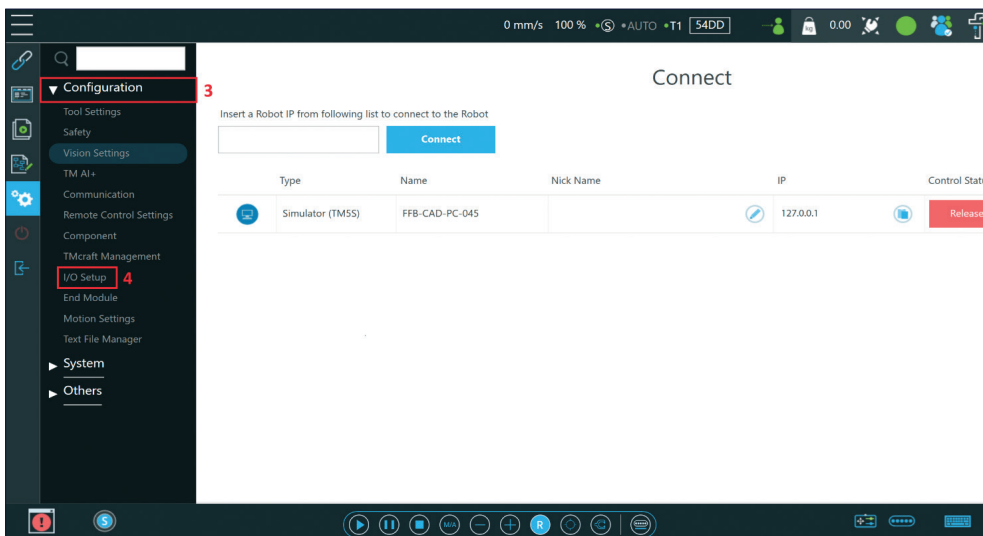 0 mm/s 100 % •Ⓢ •AUTO •T1 54DD kg 0.00
Configuration 3
Tool Settings
Safety
Vision Settings
TM AI+
Communication
Remote Control Settings
Component
TMcraft Management
I/O Setup 4
End Module
Motion Settings
Text File Manager
System
Others
Connect
Insert a Robot IP from following list to connect to the Robot
Connect
Type Name Nick Name IP Control Statu
Simulator (TM5S) FFB-CAD-PC-045 127.0.0.1 Release
S M/A R